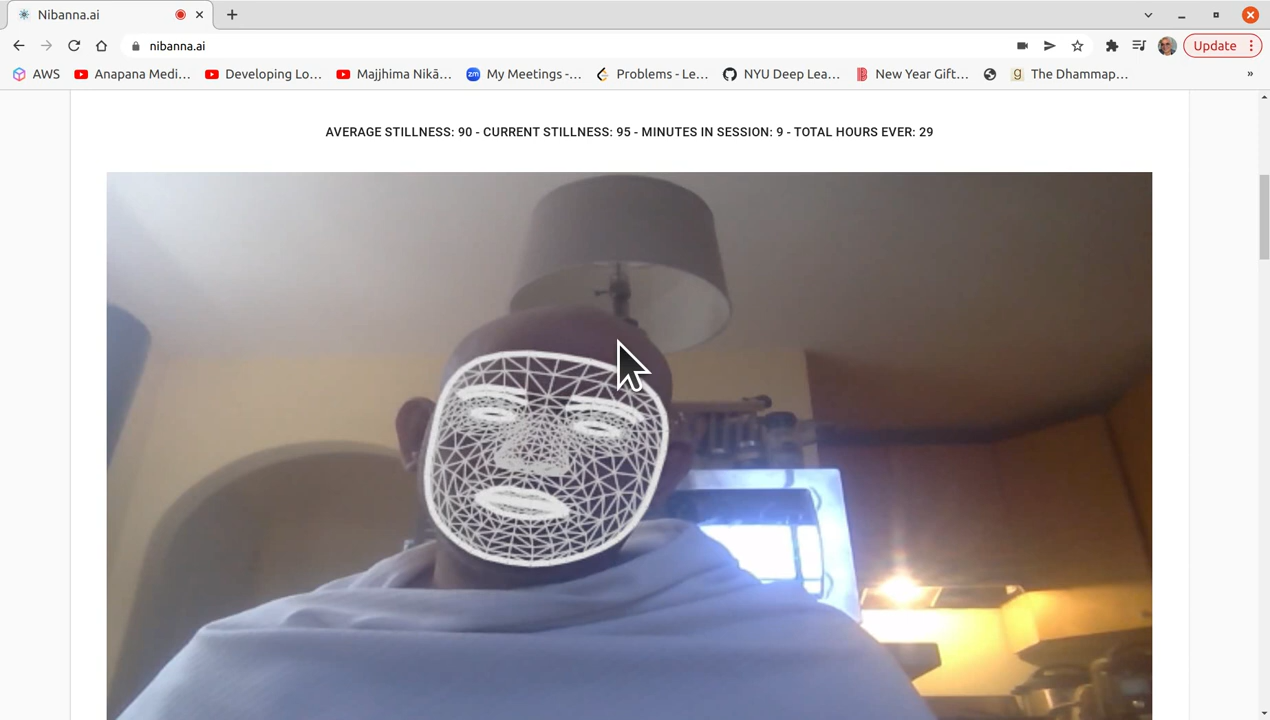 Nibanna.ai
nibanna.ai
Update
AWS
Anapana Medi...
Developing Lo...
Majjhima Nikā...
zm
My Meetings -...
Problems - Le...
NYU Deep Lea...
New Year Gift...
The Dhammap...
»
AVERAGE STILLNESS: 90 - CURRENT STILLNESS: 95 - MINUTES IN SESSION: 9 - TOTAL HOURS EVER: 29